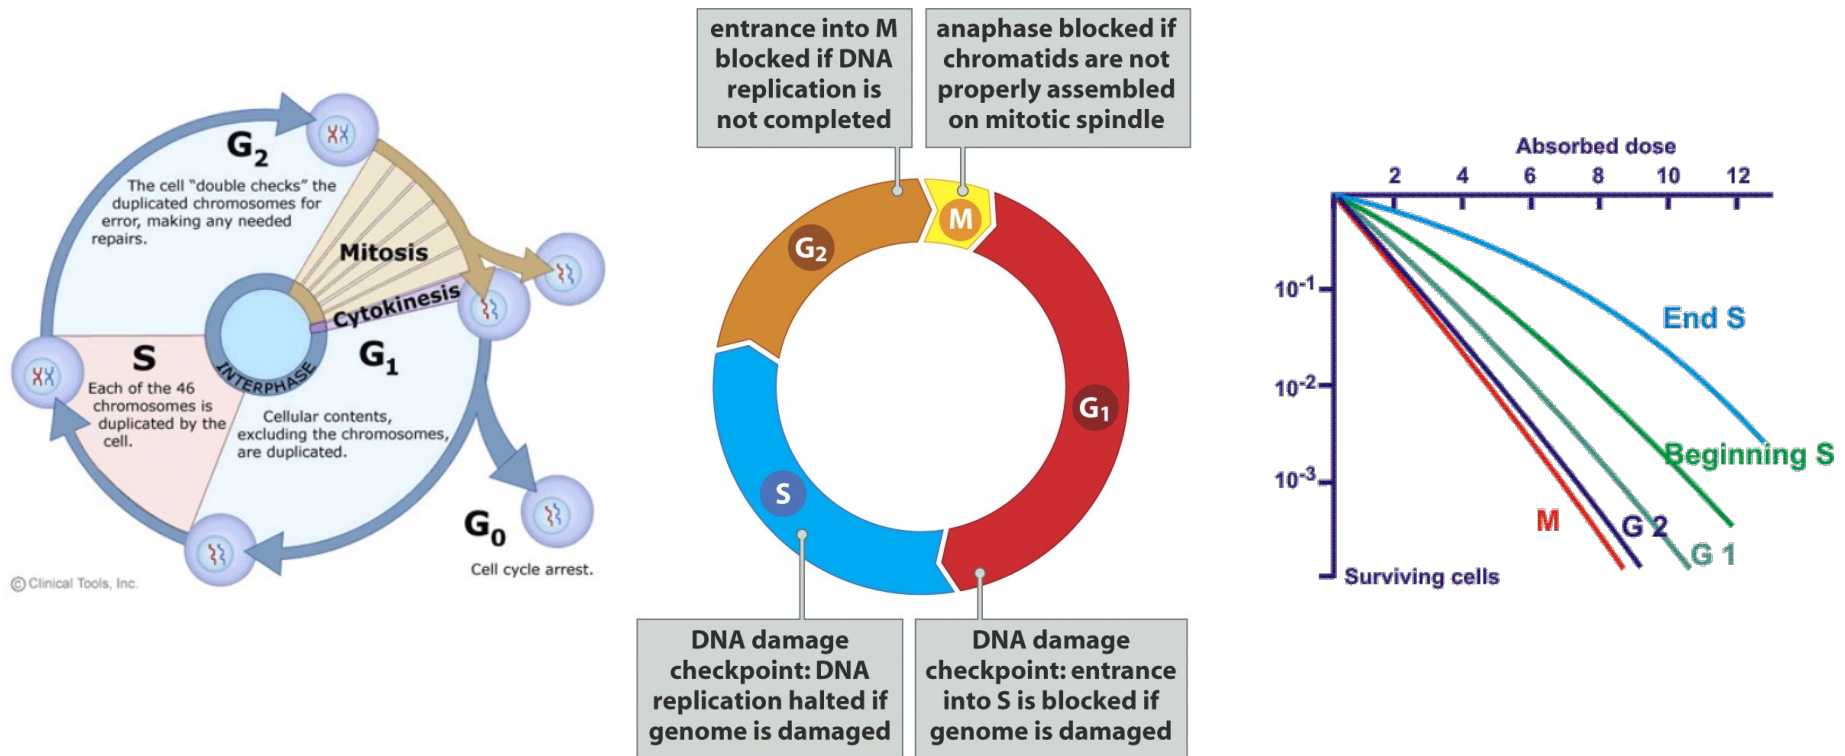 G2
The cell “double checks” the
duplicated chromosomes for
error, making any needed
repairs.
Mitosis
Cytokinesis
S
Each of the 46
chromosomes is
duplicated by the
cell.
INTERPHASE
G1
Cellular contents,
excluding the chromosomes,
are duplicated.
G0
Cell cycle arrest.
© Clinical Tools, Inc.
entrance into M
blocked if DNA
replication is
not completed
anaphase blocked if
chromatids are not
properly assembled
on mitotic spindle
M
G2
G1
S
DNA damage
checkpoint: DNA
replication halted if
genome is damaged
DNA damage
checkpoint: entrance
into S is blocked if
genome is damaged
Absorbed dose
2 4 6 8 10 12
10-1
10-2
10-3
End S
Beginning S
M
G 2
G 1
Surviving cells